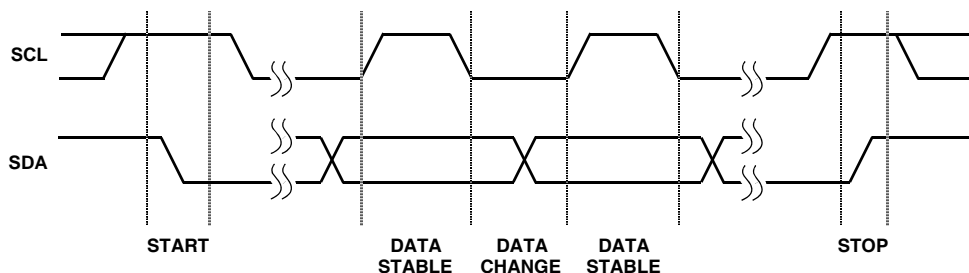 SCL
SDA
START
DATA STABLE
DATA CHANGE
DATA STABLE
STOP